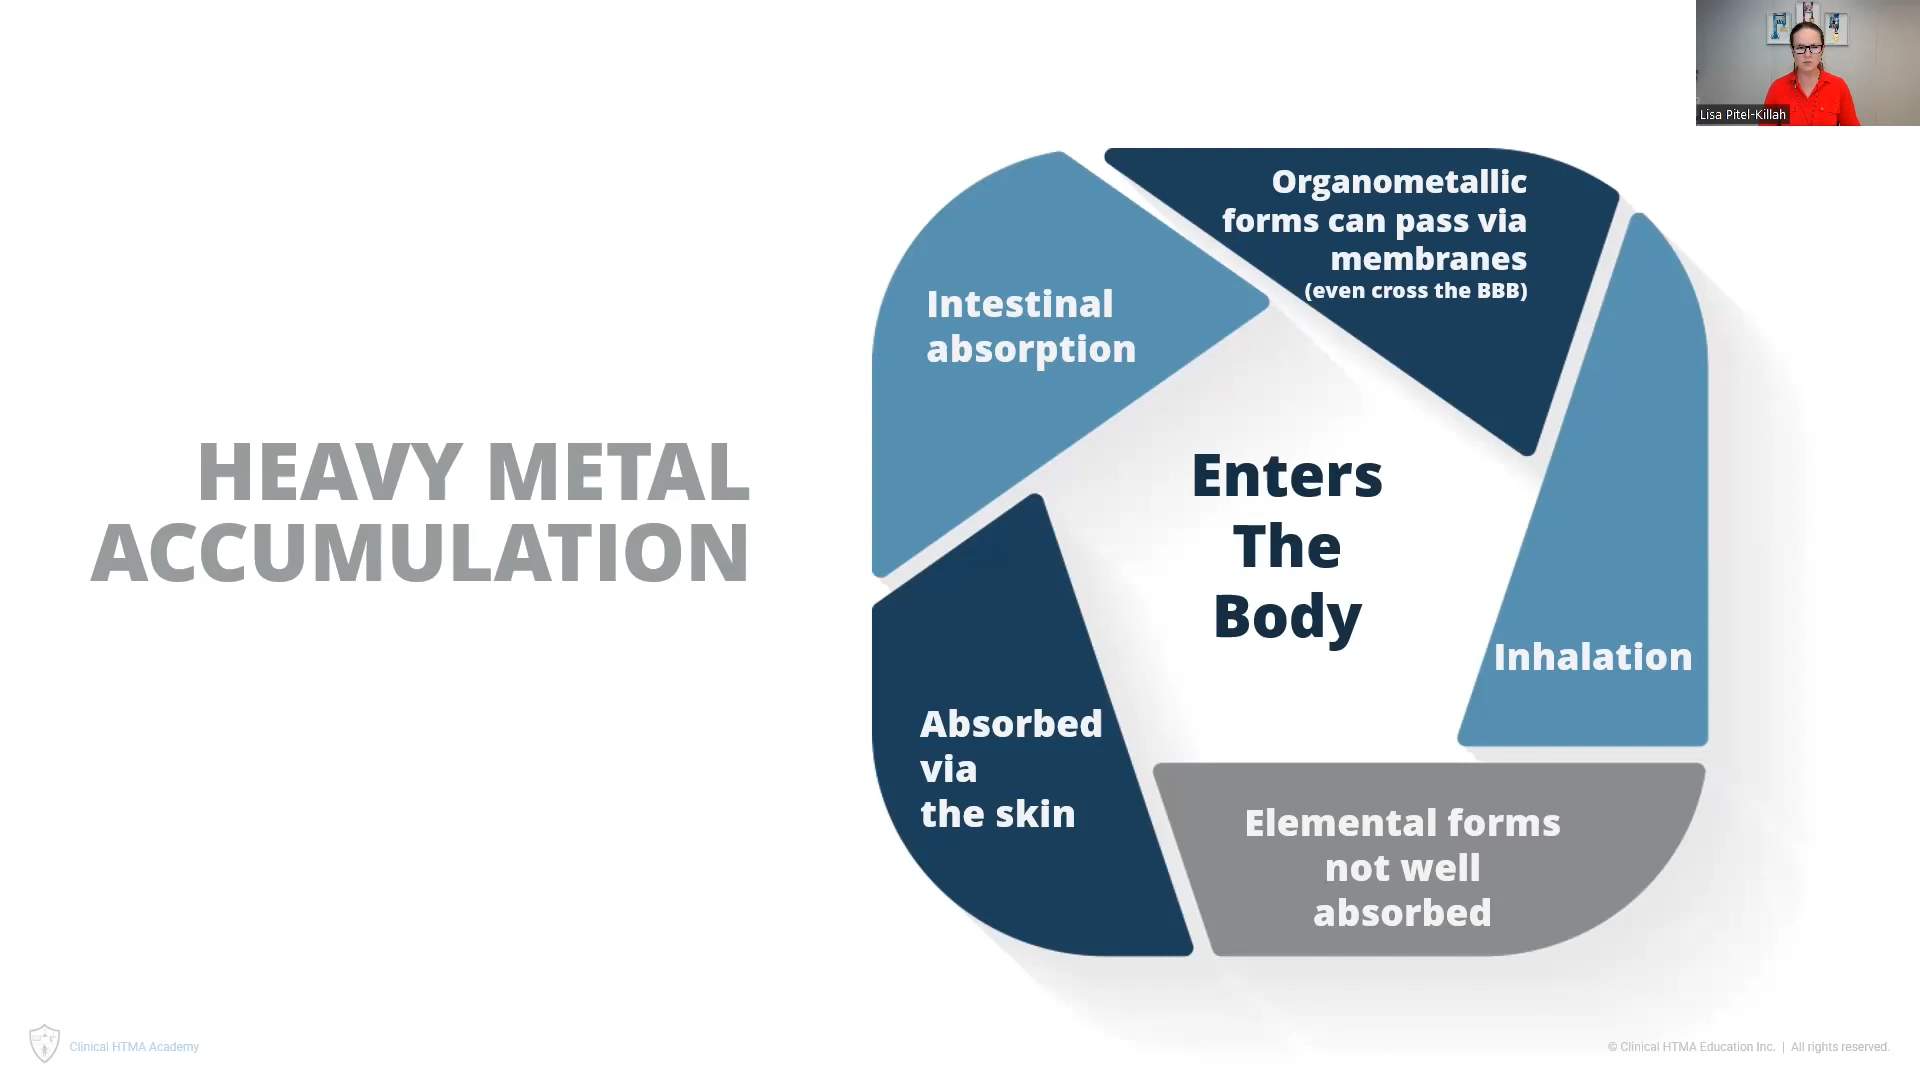 Lisa Pitel-Killah
HEAVY METAL
ACCUMULATION
Intestinal
absorption
Organometallic
forms can pass via
membranes
(even cross the BBB)
Enters
The
Body
Inhalation
Absorbed
via
the skin
Elemental forms
not well
absorbed
Clinical HTMA Academy
© Clinical HTMA Education Inc. | All rights reserved.